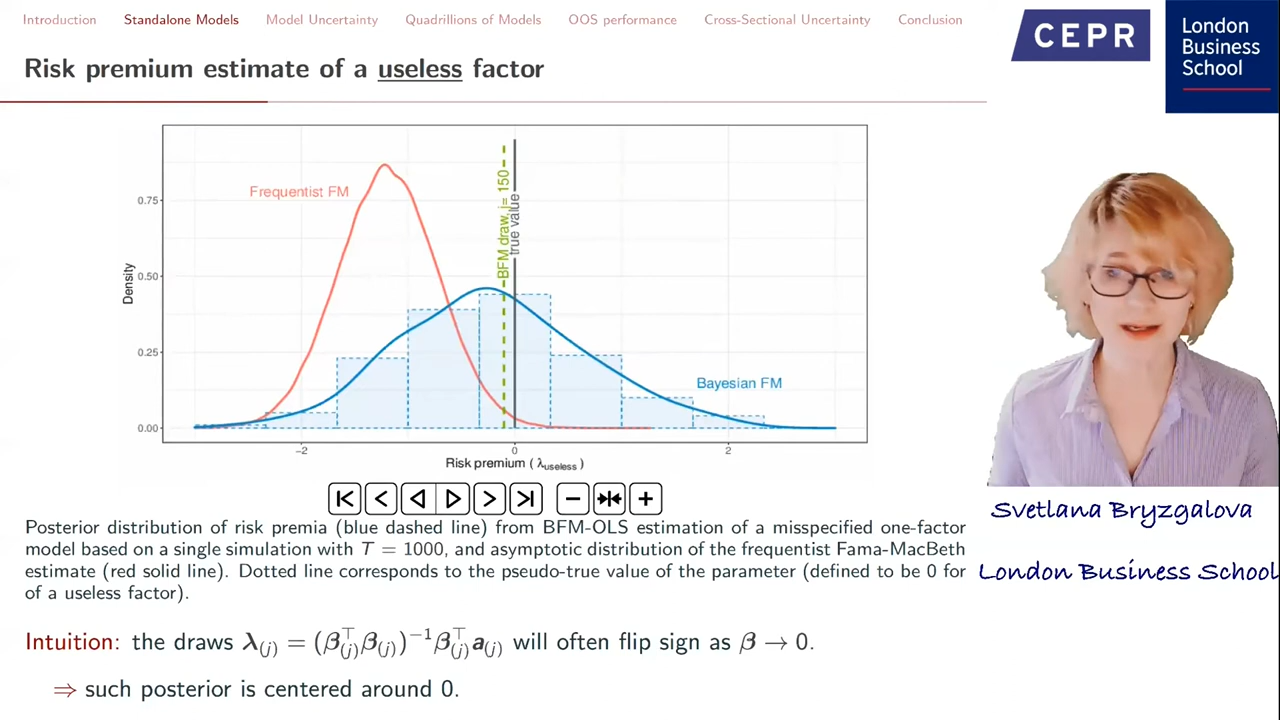 Introduction Standalone Models Model Uncertainty Quadrillions of Models OOS performance Cross-Sectional Uncertainty Conclusion
CEPR
London
Business
School
Risk premium estimate of a useless factor
Frequentist FM
BFM draw, j= 150
true value
Bayesian FM
Density
0.75
0.50
0.25
0.00
−2 0 2
Risk premium ( λuseless )
Posterior distribution of risk premia (blue dashed line) from BFM-OLS estimation of a misspecified one-factor
model based on a single simulation with T = 1000, and asymptotic distribution of the frequentist Fama-MacBeth
estimate (red solid line). Dotted line corresponds to the pseudo-true value of the parameter (defined to be 0 for
of a useless factor).
Intuition: the draws λ(j) = (β⊤(j)β(j))−1β⊤(j)a(j) will often flip sign as β → 0.
⇒ such posterior is centered around 0.
Svetlana Bryzgalova
London Business School